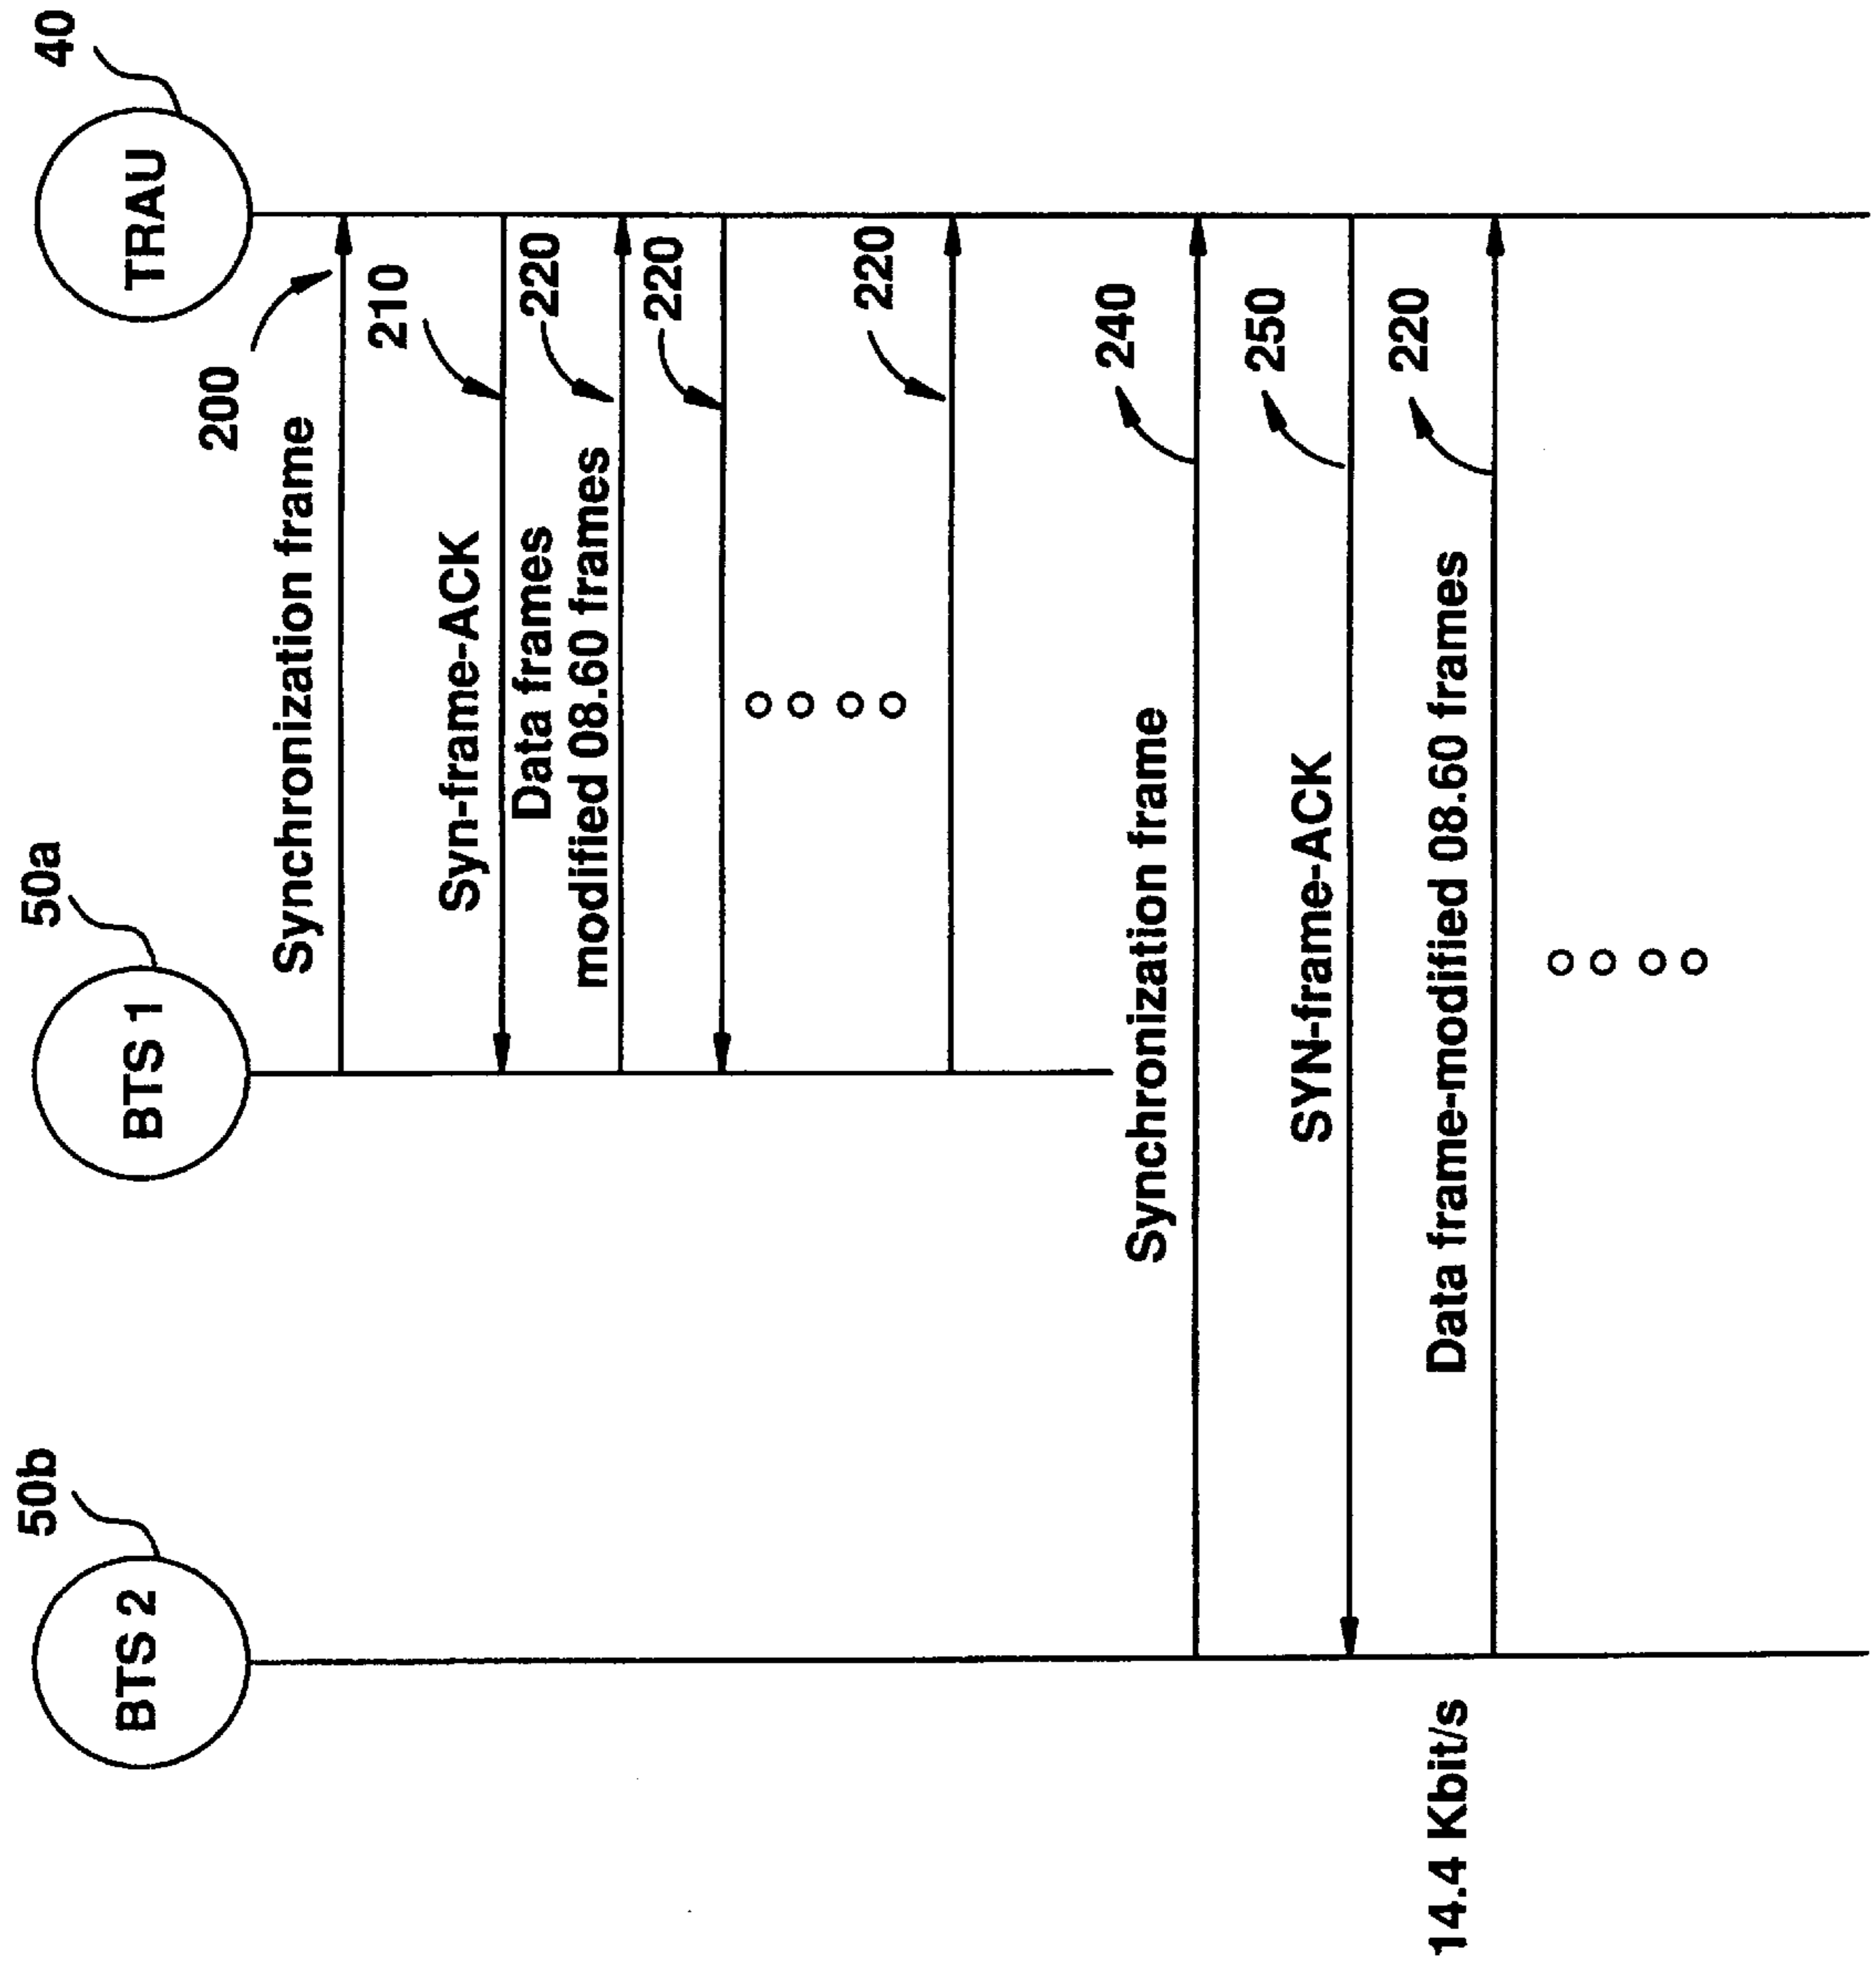 50b
50a
40
BTS 2
BTS 1
TRAU
200
Synchronization frame
210
Syn-frame-ACK
220
Data frames
modified 08.60 frames
220
220
240
Synchronization frame
250
SYN-frame-ACK
220
Data frame-modified 08.60 frames
14.4 Kbit/s